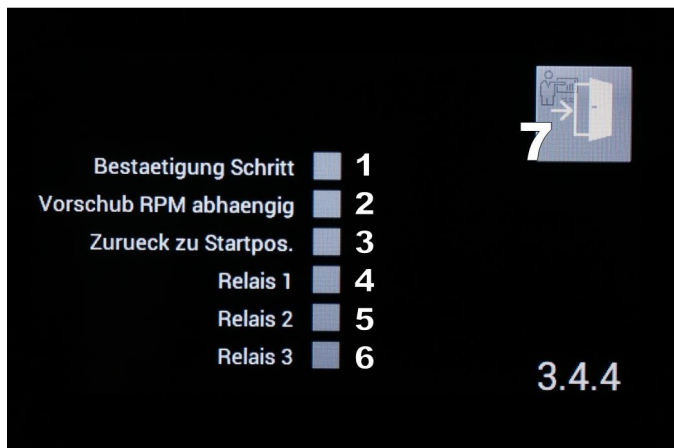 7
Bestaetigung Schritt 1
Vorschub RPM abhaengig 2
Zurueck zu Startpos. 3
Relais 1 4
Relais 2 5
Relais 3 6
3.4.4